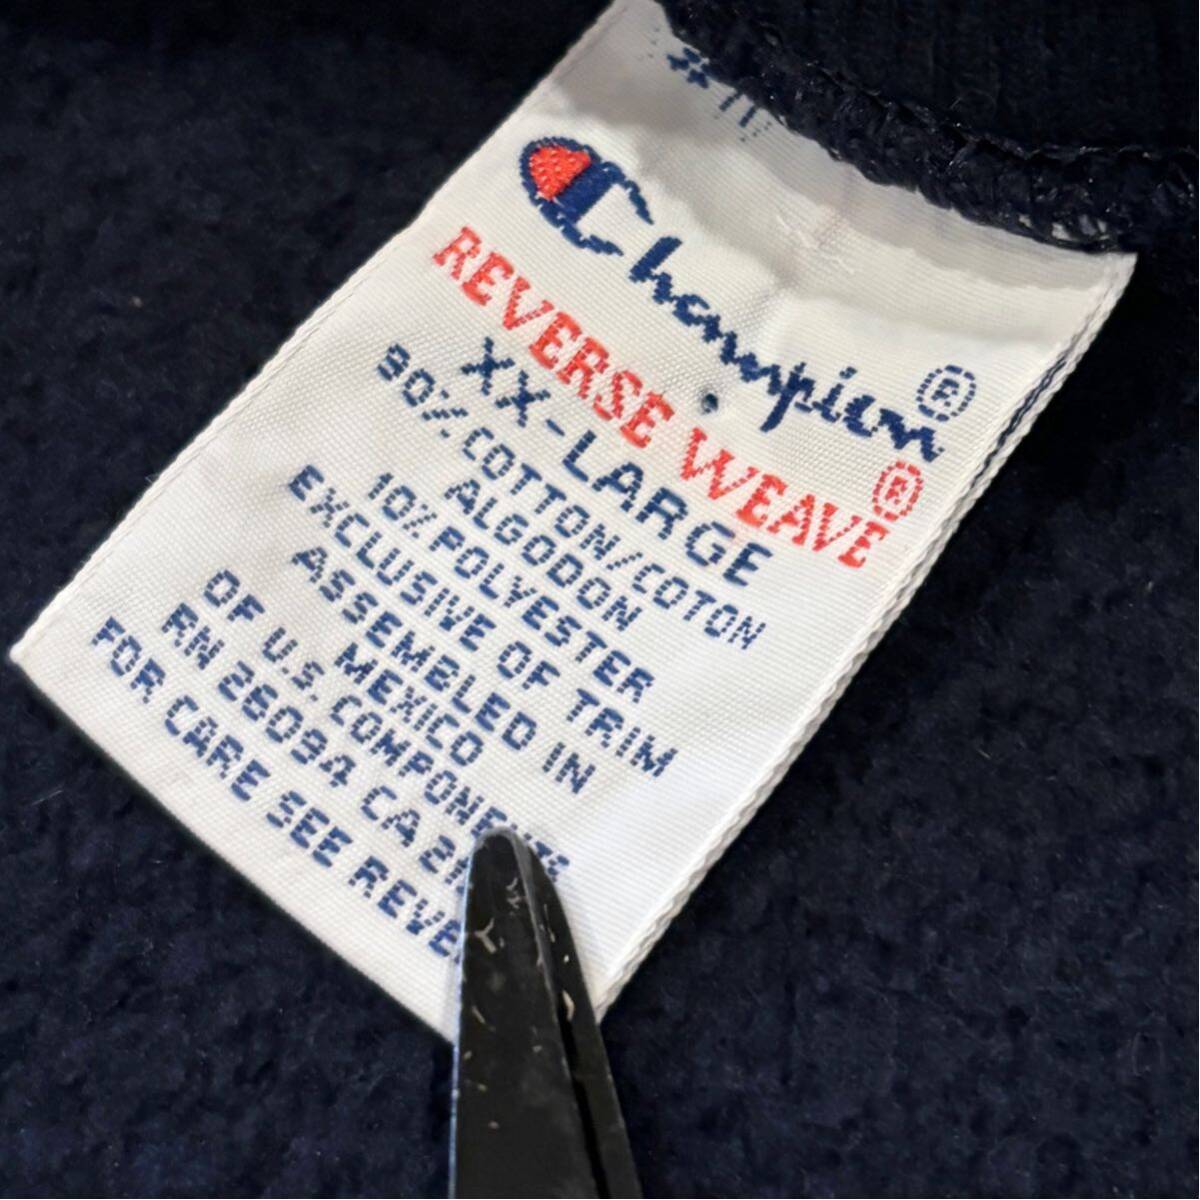 Champion®
REVERSE WEAVE®
XX-LARGE
90% COTTON/COTON
ALGODON
10% POLYESTER
EXCLUSIVE OF TRIM
ASSEMBLED IN
MEXICO
OF U.S. COMPONENTS
RN 26094 CA
FOR CARE SEE